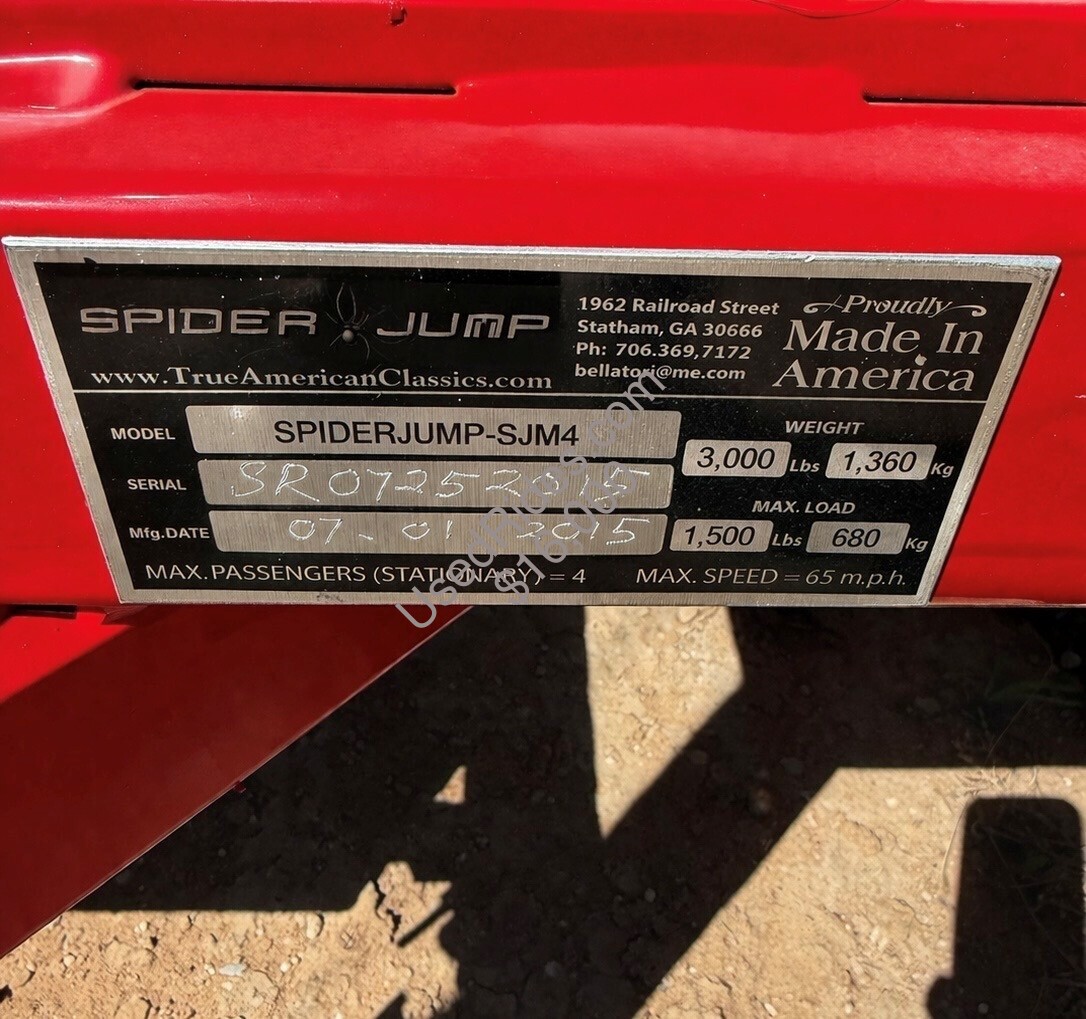 SPIDER JUMP
www.TrueAmericanClassics.com
1962 Railroad Street
Statham, GA 30666
Ph: 706.369,7172
bellatori@me.com
Proudly
Made In
America
MODEL SPIDERJUMP-SJM4
SERIAL SR07252015
Mfg.DATE 07-01 2015
WEIGHT
3,000 Lbs 1,360 Kg
MAX. LOAD
1,500 Lbs 680 Kg
MAX. PASSENGERS (STATIONARY) = 4 MAX. SPEED = 65 m.p.h.